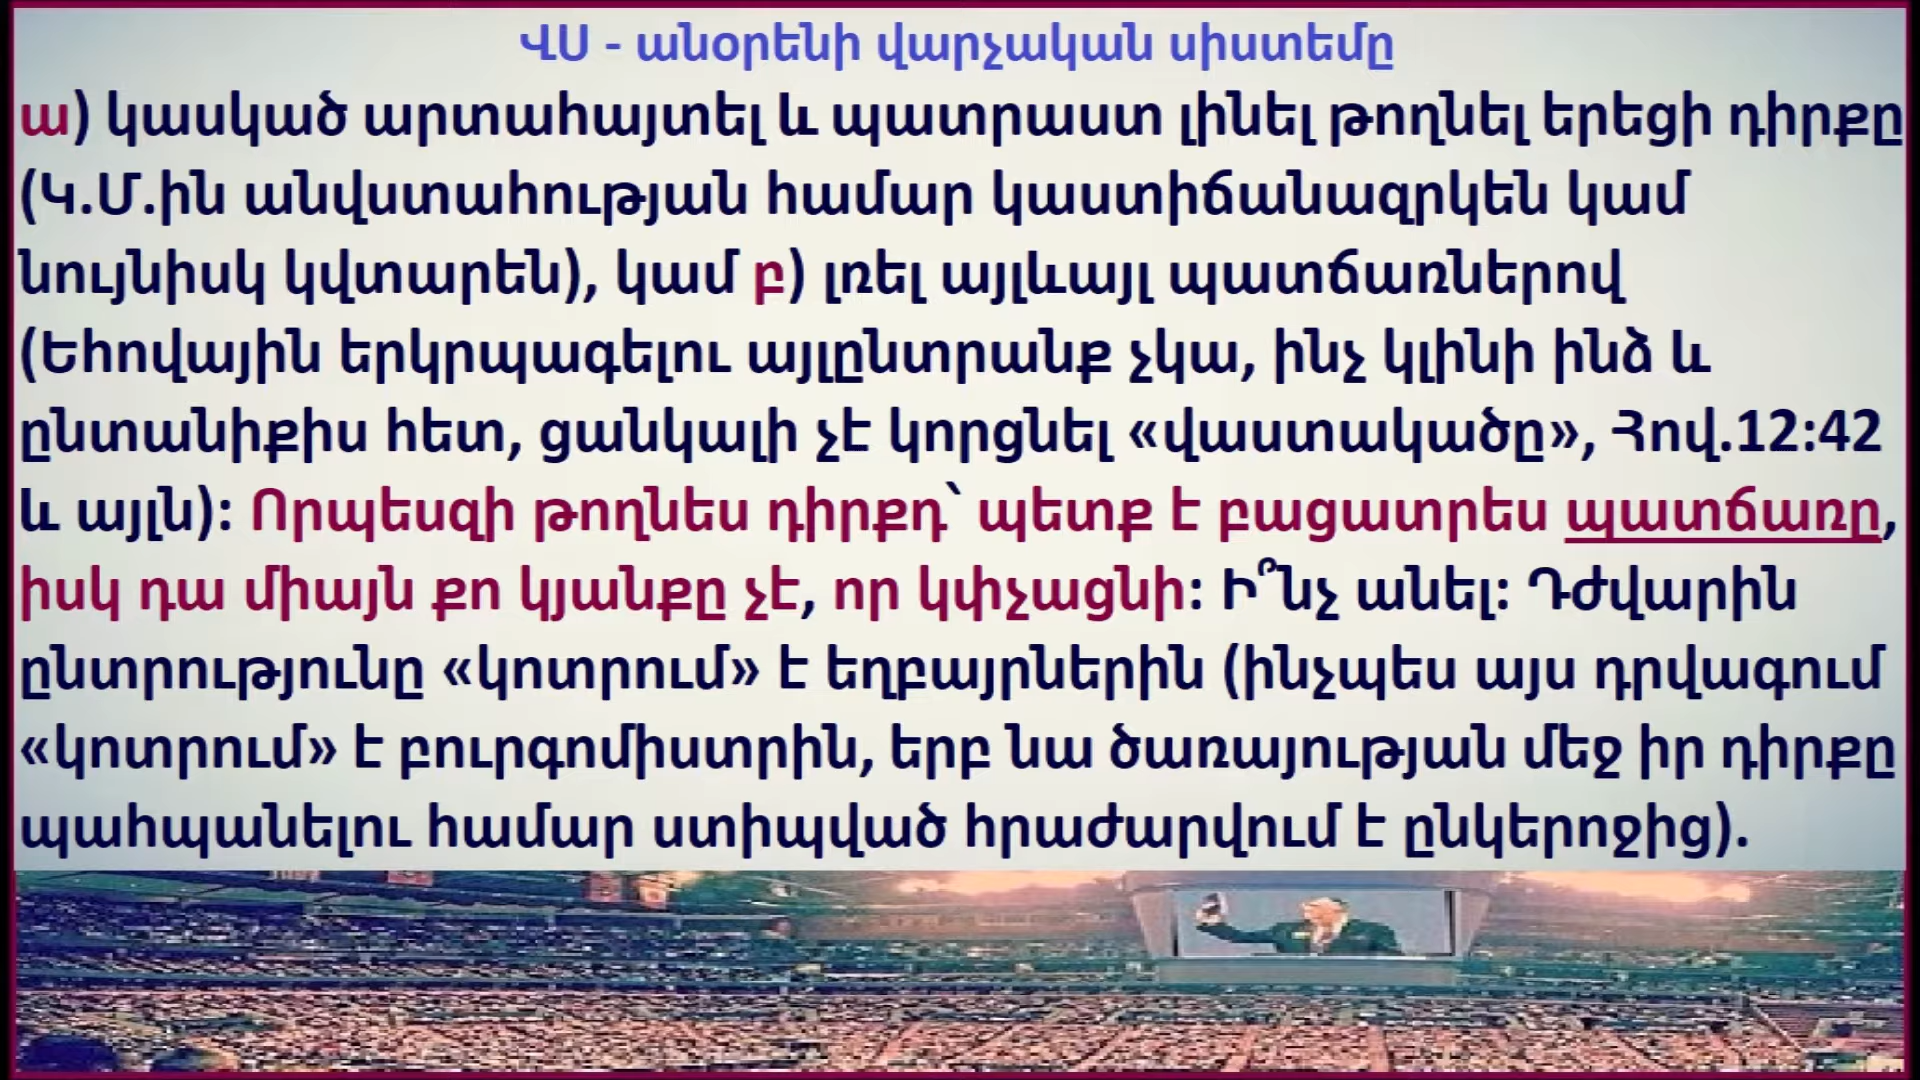 ՎՍ - անօրենի վարչական սիստեմը
ա) կասկած արտահայտել և պատրաստ լինել թողնել երեցի դիրքը
(Կ.Մ.ին անվստահության համար կաստիճանազրկեն կամ
նույնիսկ կվտարեն), կամ բ) լռել այլևայլ պատճառներով
(Եհովային երկրպագելու այլընտրանք չկա, ինչ կլինի ինձ և
ընտանիքիս հետ, ցանկալի չէ կորցնել «վաստակածը», Հով.12:42
և այլն): Որպեսզի թողնես դիրքդ՝ պետք է բացատրես պատճառը,
իսկ դա միայն քո կյանքը չէ, որ կփչացնի: Ի՞նչ անել: Դժվարին
ընտրությունը «կոտրում» է եղբայրներին (ինչպես այս դրվագում
«կոտրում» է բուրգոմիստրին, երբ նա ծառայության մեջ իր դիրքը
պահպանելու համար ստիպված հրաժարվում է ընկերոջից).